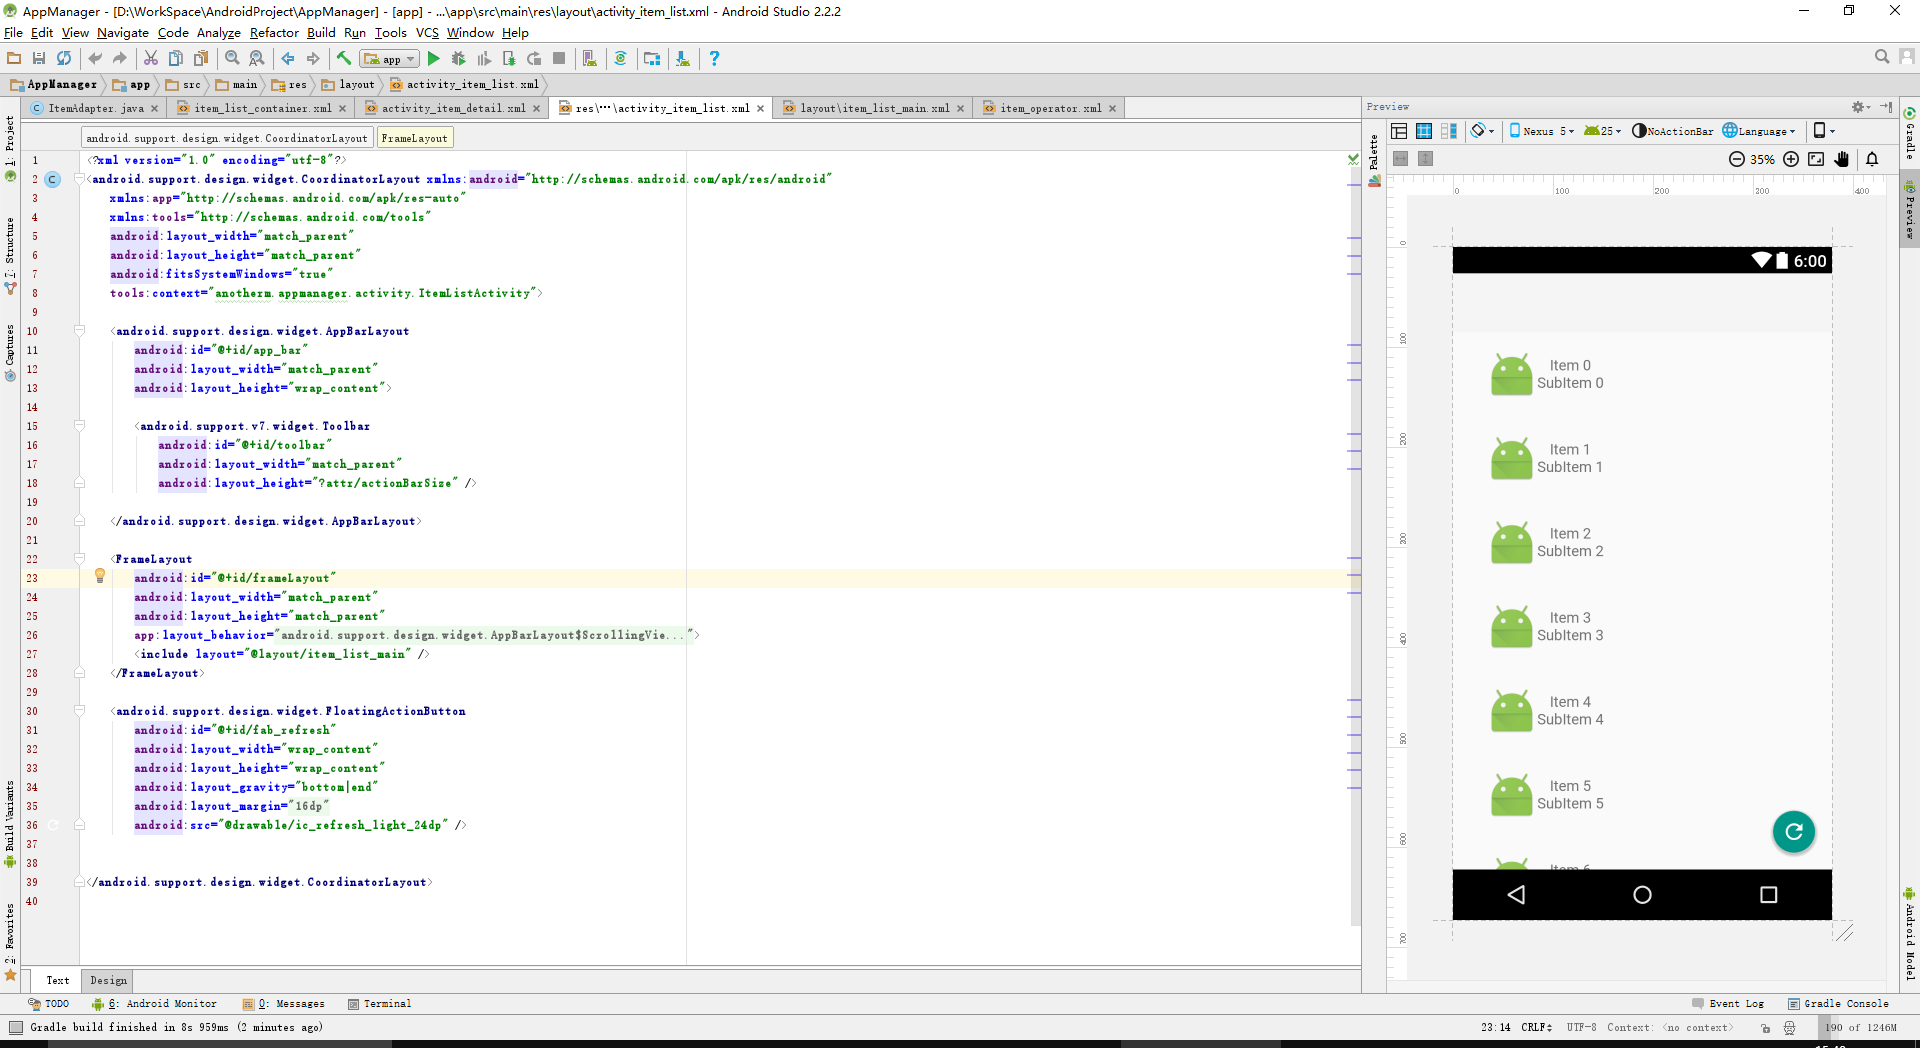 AppManager - [D:\WorkSpace\AndroidProject\AppManager] - [app] - ...\app\src\main\res\layout\activity_item_list.xml - Android Studio 2.2.2
File Edit View Navigate Code Analyze Refactor Build Run Tools VCS Window Help
app
AppManager app src main res layout activity_item_list.xml
ItemAdapter.java item_list_container.xml activity_item_detail.xml res\···\activity_item_list.xml layout\item_list_main.xml item_operator.xml
Preview
android.support.design.widget.CoordinatorLayout FrameLayout
Nexus 5 25 NoActionBar Language
35%
1: Project
7: Structure
Captures
Build Variants
2: Favorites
1 <?xml version="1.0" encoding="utf-8"?>
2 <android.support.design.widget.CoordinatorLayout xmlns:android="http://schemas.android.com/apk/res/android"
3 xmlns:app="http://schemas.android.com/apk/res-auto"
4 xmlns:tools="http://schemas.android.com/tools"
5 android:layout_width="match_parent"
6 android:layout_height="match_parent"
7 android:fitsSystemWindows="true"
8 tools:context="anotherm.appmanager.activity.ItemListActivity">
9
10 <android.support.design.widget.AppBarLayout
11 android:id="@+id/app_bar"
12 android:layout_width="match_parent"
13 android:layout_height="wrap_content">
14
15 <android.support.v7.widget.Toolbar
16 android:id="@+id/toolbar"
17 android:layout_width="match_parent"
18 android:layout_height="?attr/actionBarSize" />
19
20 </android.support.design.widget.AppBarLayout>
21
22 <FrameLayout
23 android:id="@+id/frameLayout"
24 android:layout_width="match_parent"
25 android:layout_height="match_parent"
26 app:layout_behavior="android.support.design.widget.AppBarLayout$ScrollingVie...">
27 <include layout="@layout/item_list_main" />
28 </FrameLayout>
29
30 <android.support.design.widget.FloatingActionButton
31 android:id="@+id/fab_refresh"
32 android:layout_width="wrap_content"
33 android:layout_height="wrap_content"
34 android:layout_gravity="bottom|end"
35 android:layout_margin="16dp"
36 android:src="@drawable/ic_refresh_light_24dp" />
37
38
39 </android.support.design.widget.CoordinatorLayout>
40
Palette
0 100 200 300 400
0
100
200
300
400
500
600
700
6:00
Item 0
SubItem 0
Item 1
SubItem 1
Item 2
SubItem 2
Item 3
SubItem 3
Item 4
SubItem 4
Item 5
SubItem 5
Item 6
Gradle
Preview
Android Model
Text Design
TODO 6: Android Monitor 0: Messages Terminal Event Log Gradle Console
Gradle build finished in 8s 959ms (2 minutes ago) 23:14 CRLF UTF-8 Context: <no context> 190 of 1246M